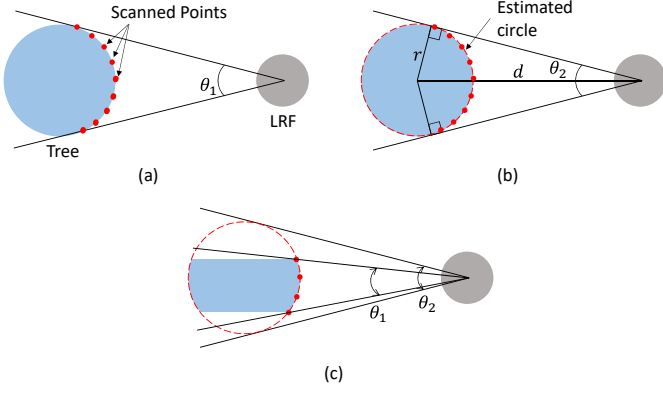 Scanned Points
θ₁
LRF
Tree
(a)
Estimated
circle
r
d
θ₂
(b)
θ₁
θ₂
(c)